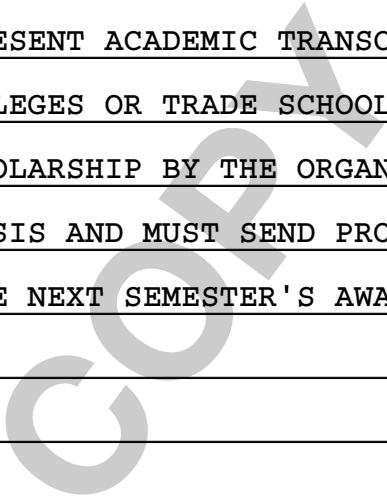 ESENT ACADEMIC TRANSC
LEGES OR TRADE SCHOOL
OLARSHIP BY THE ORGAN
SIS AND MUST SEND PRO
E NEXT SEMESTER'S AWA
COPY